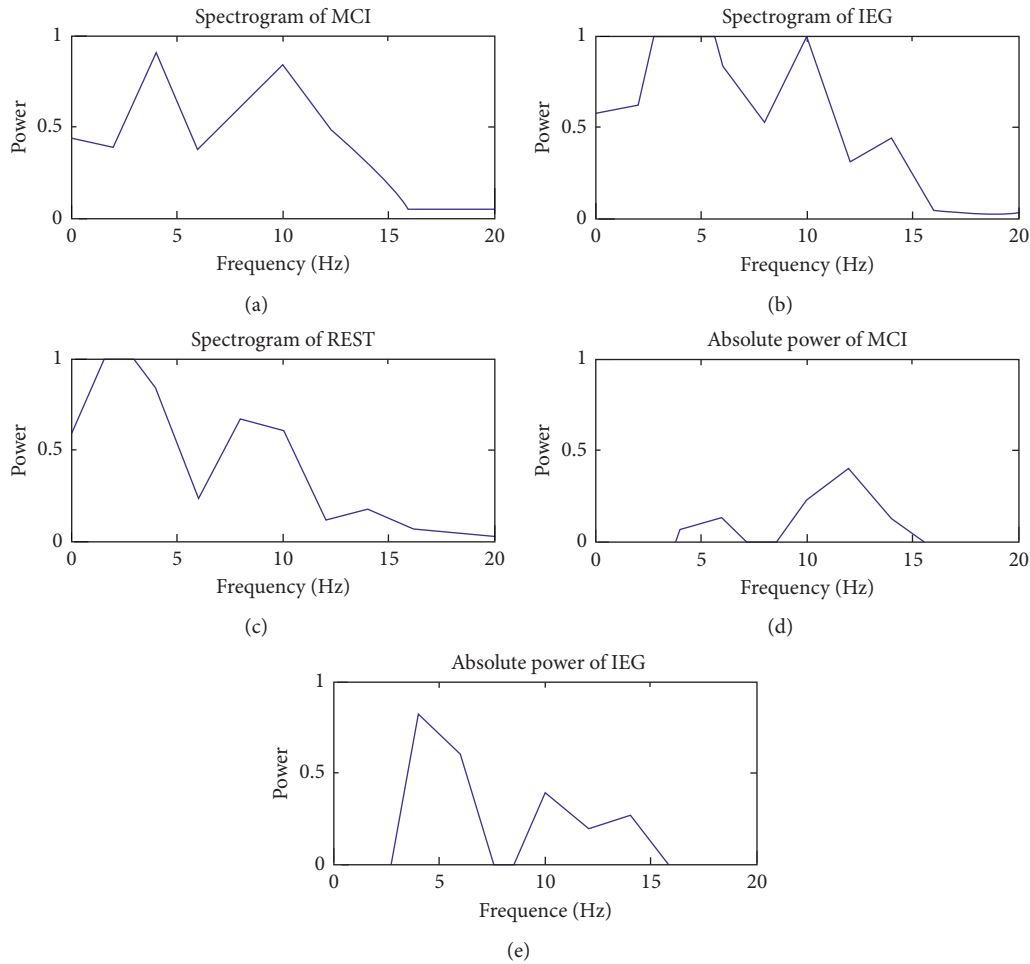 Spectrogram of MCI
1
0.5
0
Power
0 5 10 15 20
Frequency (Hz)
(a)
Spectrogram of IEG
1
0.5
0
Power
0 5 10 15 20
Frequency (Hz)
(b)
Spectrogram of REST
1
0.5
0
Power
0 5 10 15 20
Frequency (Hz)
(c)
Absolute power of MCI
1
0.5
0
Power
0 5 10 15 20
Frequency (Hz)
(d)
Absolute power of IEG
1
0.5
0
Power
0 5 10 15 20
Frequence (Hz)
(e)